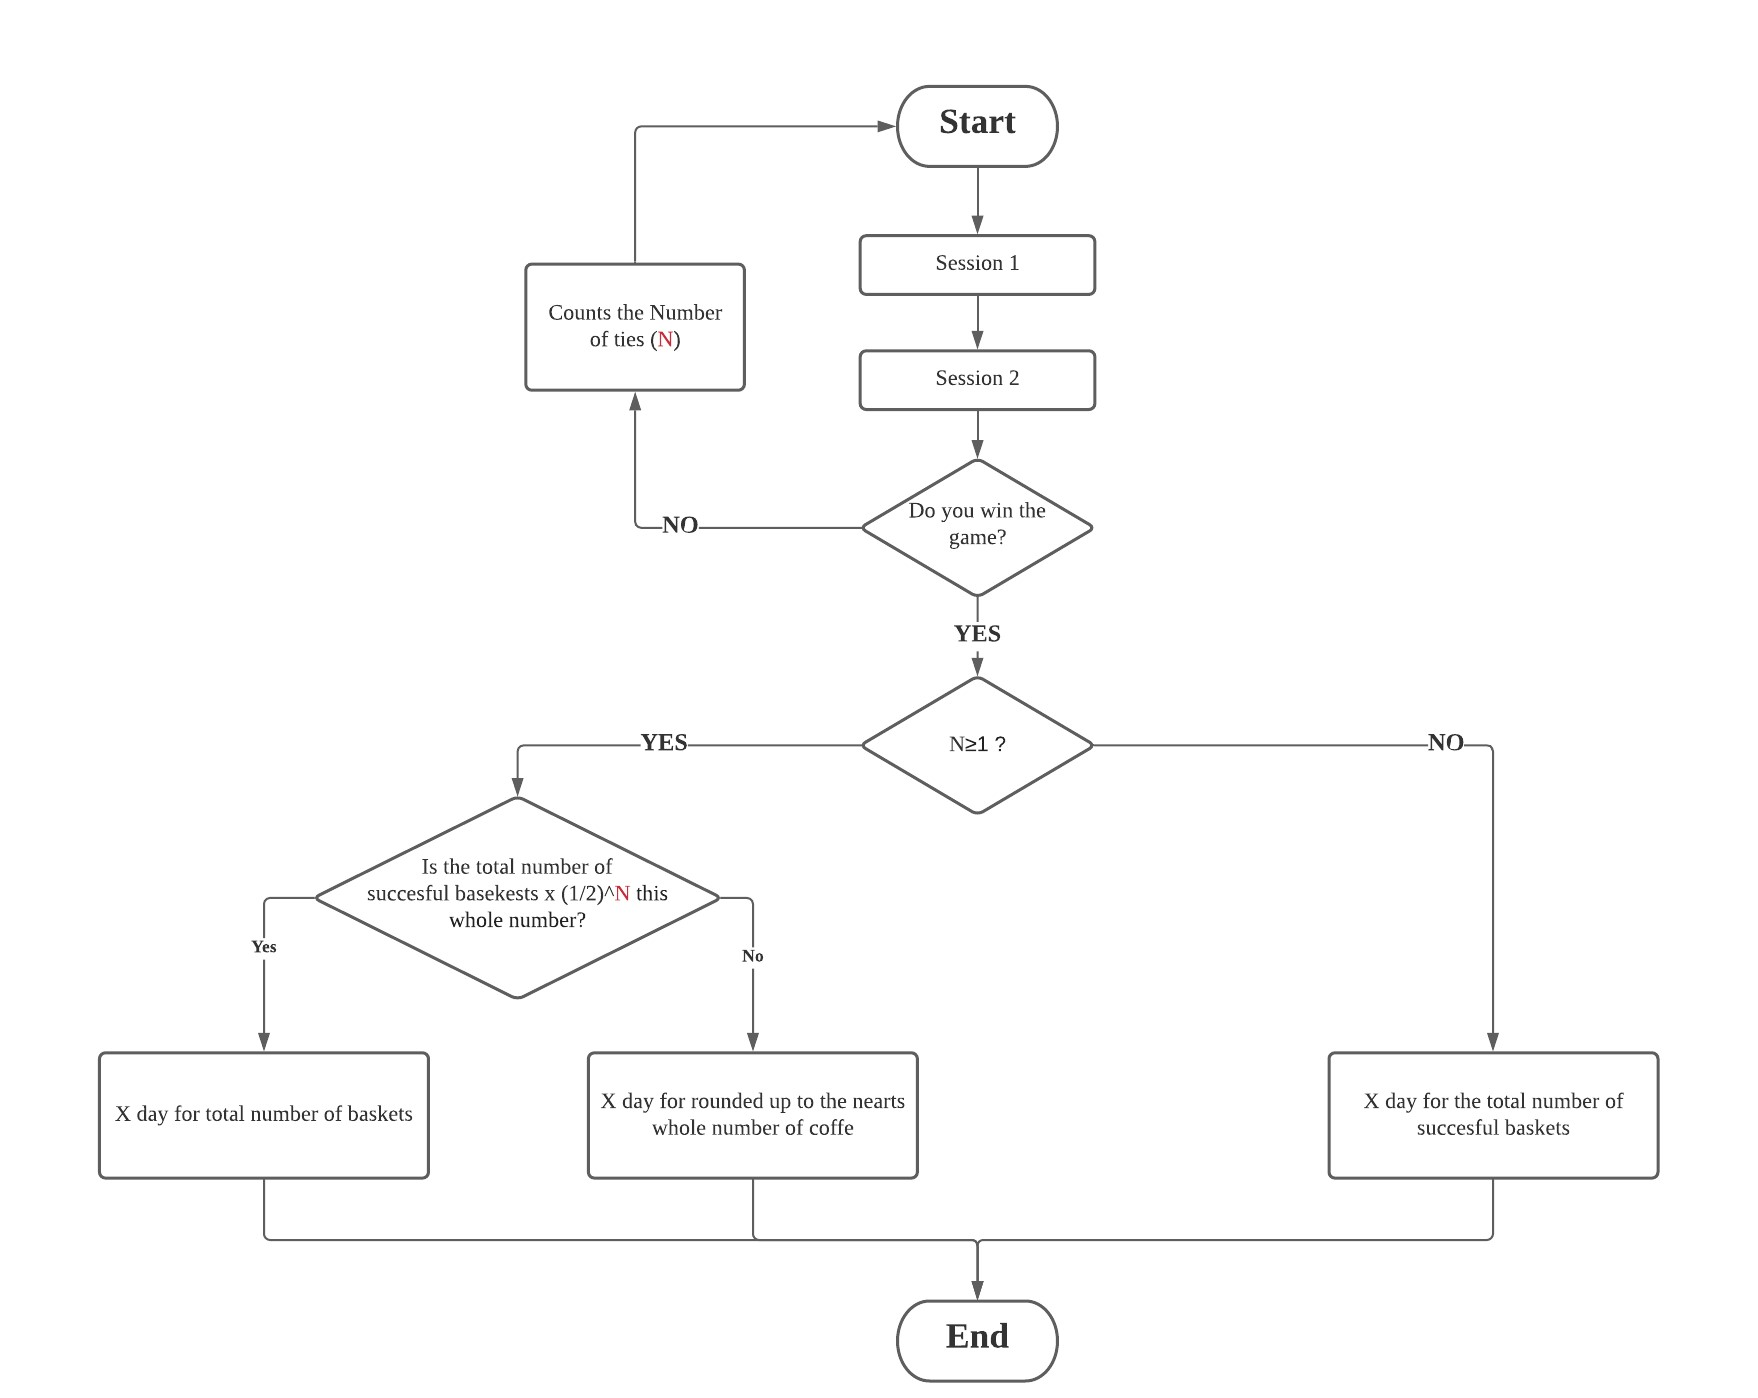 Start
Session 1
Counts the Number
of ties (N)
Session 2
Do you win the
game?
NO
YES
N≥1 ?
YES
NO
Is the total number of
succesful basekests x (1/2)^N this
whole number?
Yes
No
X day for total number of baskets
X day for rounded up to the nearts
whole number of coffe
X day for the total number of
succesful baskets
End